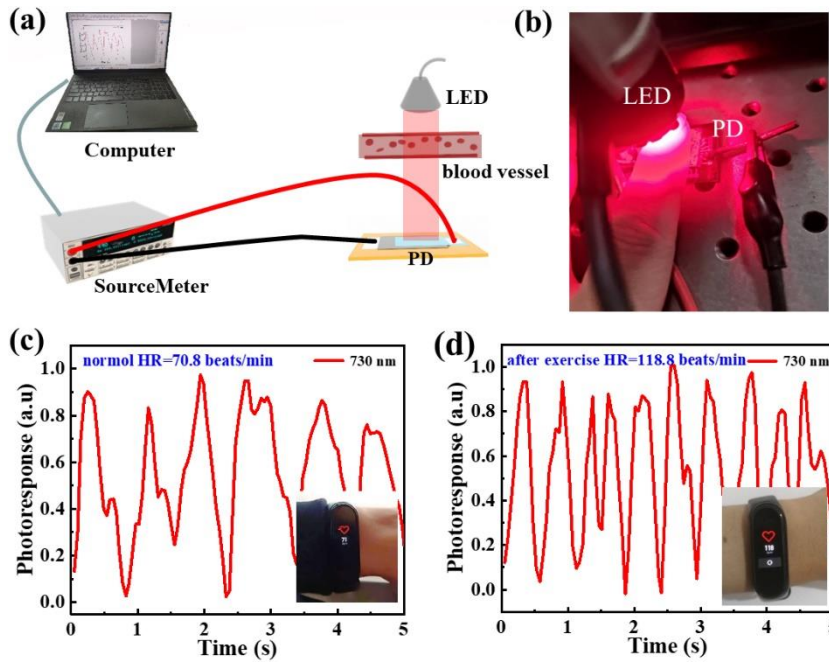 (a)
LED
blood vessel
Computer
PD
SourceMeter
(b)
LED
PD
(c)
normol HR=70.8 beats/min
730 nm
Photoresponse (a.u)
1.0
0.8
0.6
0.4
0.2
0.0
71
0 1 2 3 4 5
Time (s)
(d)
after exercise HR=118.8 beats/min
730 nm
Photoresponse (a.u)
1.0
0.8
0.6
0.4
0.2
0.0
118
0 1 2 3 4 5
Time (s)